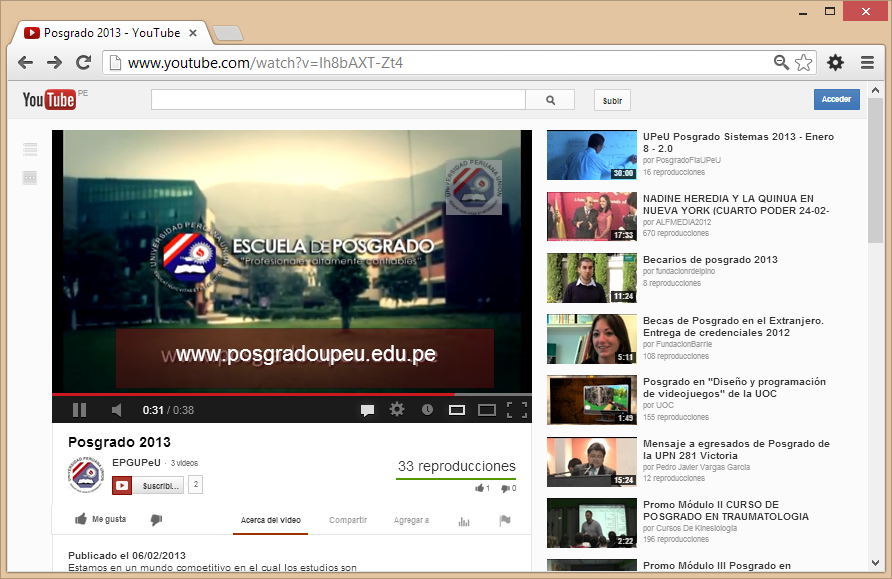 Posgrado 2013 - YouTube
www.youtube.com/watch?v=Ih8bAXT-Zt4
YouTube PE
Subir
Acceder
UNIVERSIDAD PERUANA UNION
ESCUELA DE POSGRADO
"Profesionales altamente confiables"
www.posgradoupeu.edu.pe
0:31 / 0:38
Posgrado 2013
EPGUPeU · 3 videos
Suscribi... 2
33 reproducciones
1 0
Me gusta
Acerca del video Compartir Agregar a
Publicado el 06/02/2013
Estamos en un mundo competitivo en el cual los estudios son
30:00
UPeU Posgrado Sistemas 2013 - Enero
8 - 2.0
por PosgradoFIaUPeU
16 reproducciones
17:33
NADINE HEREDIA Y LA QUINUA EN
NUEVA YORK (CUARTO PODER 24-02-
por ALFMEDIA2012
670 reproducciones
11:24
Becarios de posgrado 2013
por fundacionrdelpino
8 reproducciones
5:11
Becas de Posgrado en el Extranjero.
Entrega de credenciales 2012
por FundacionBarrie
108 reproducciones
1:49
Posgrado en "Diseño y programación
de videojuegos" de la UOC
por UOC
155 reproducciones
15:24
Mensaje a egresados de Posgrado de
la UPN 281 Victoria
por Pedro Javier Vargas Garcia
12 reproducciones
2:22
Promo Módulo II CURSO DE
POSGRADO EN TRAUMATOLOGIA
por Cursos De Kinesiologia
196 reproducciones
Promo Módulo III Posgrado en